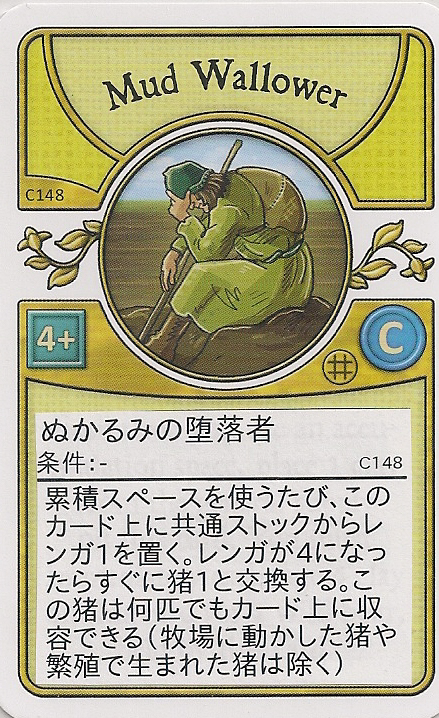 Mud Wallower
C148
4+
C
ぬかるみの堕落者
条件:-
C148
累積スペースを使うたび、この
カード上に共通ストックからレ
ンガ1を置く。レンガが4になっ
たらすぐに猪1と交換する。こ
の猪は何匹でもカード上に収
容できる(牧場に動かした猪や
繁殖で生まれた猪は除く)